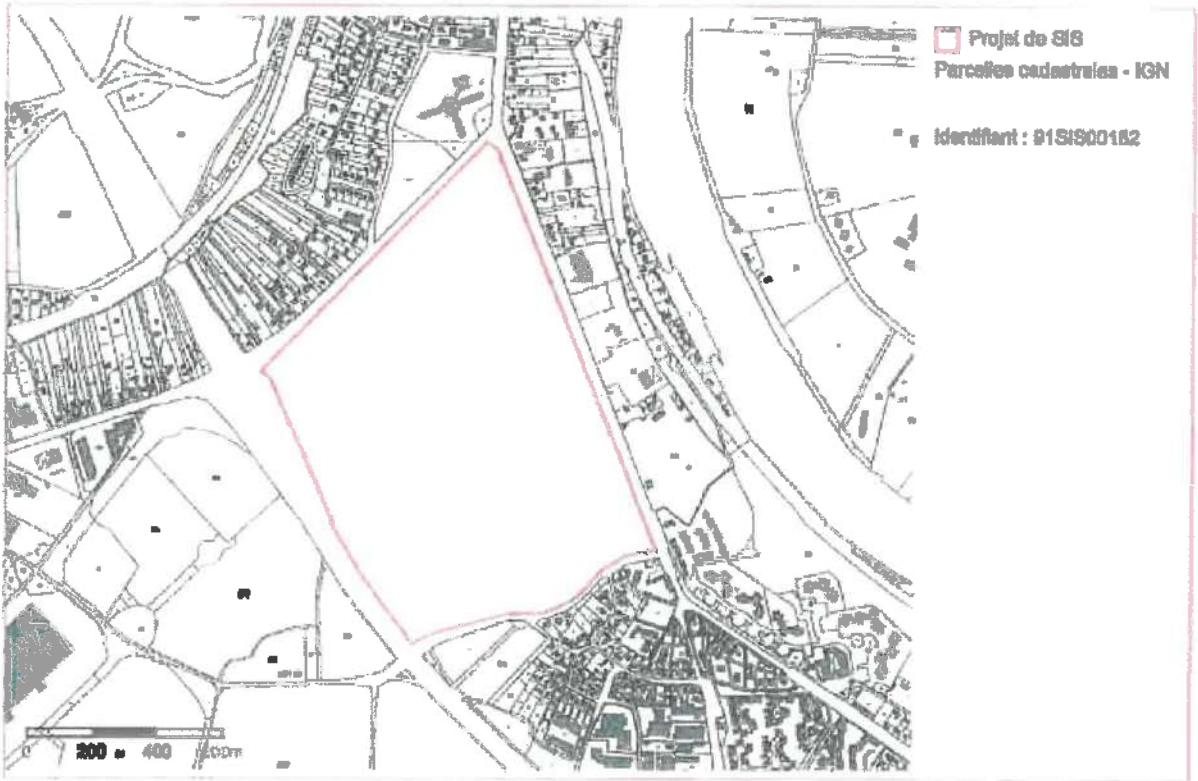 Projet de SIS
Parcelles cadastrales - IGN
Identifiant : 91SIS00152
0 200 m 400